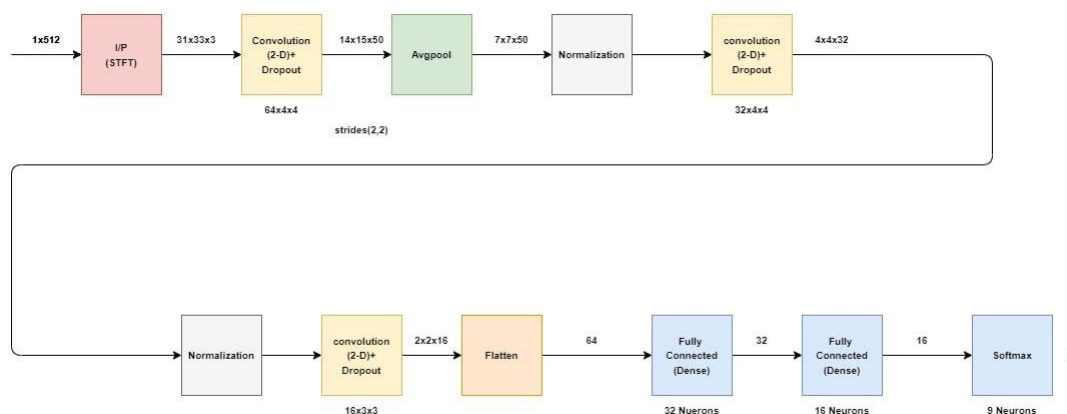 1x512
I/P
(STFT)
31x33x3
Convolution
(2-D)+
Dropout
64x4x4
14x15x50
Avgpool
7x7x50
Normalization
convolution
(2-D)+
Dropout
32x4x4
4x4x32
strides(2,2)
Normalization
convolution
(2-D)+
Dropout
16x3x3
2x2x16
Flatten
64
Fully
Connected
(Dense)
32 Nuerons
32
Fully
Connected
(Dense)
16 Neurons
16
Softmax
9 Neurons